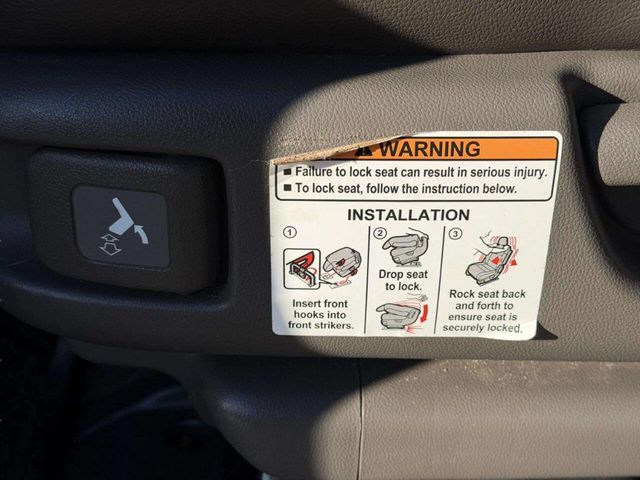 WARNING
■ Failure to lock seat can result in serious injury.
■ To lock seat, follow the instruction below.
INSTALLATION
① ② ③
Insert front
hooks into
front strikers.
Drop seat
to lock.
Rock seat back
and forth to
ensure seat is
securely locked.